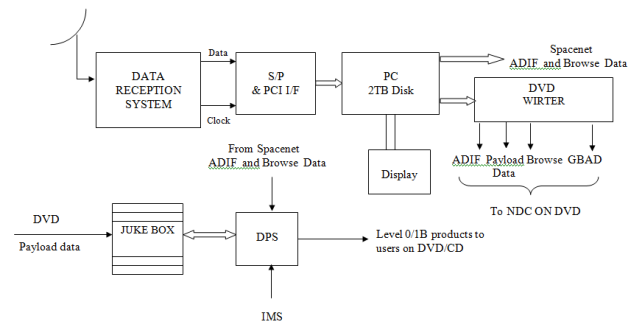 Data
Spacenet
ADIF and Browse Data
DATA
RECEPTION
SYSTEM
S/P
& PCI I/F
PC
2TB Disk
DVD
WIRTER
Clock
From Spacenet
ADIF and Browse Data
Display
ADIF Payload Browse GBAD
Data
To NDC ON DVD
DVD
Payload data
JUKE BOX
DPS
Level 0/1B products to
users on DVD/CD
IMS